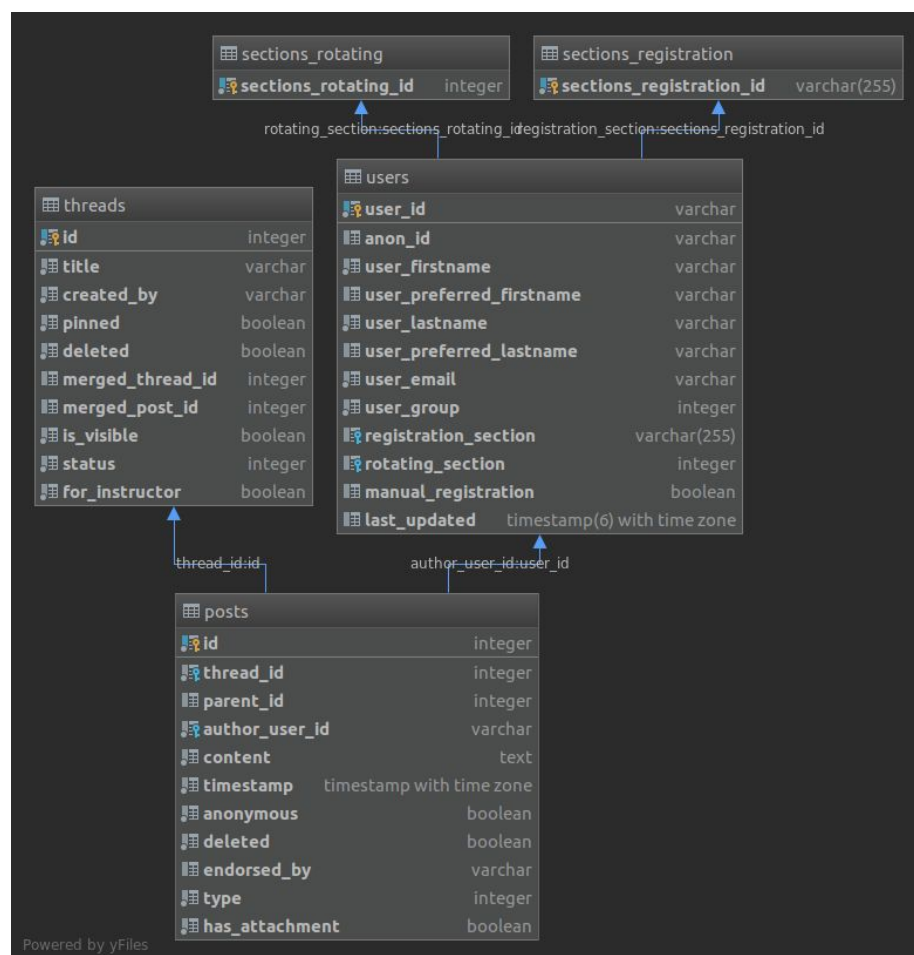 sections_rotating
sections_rotating_id integer
sections_registration
sections_registration_id varchar(255)
rotating_section:sections_rotating_id
registration_section:sections_registration_id
threads
id integer
title varchar
created_by varchar
pinned boolean
deleted boolean
merged_thread_id integer
merged_post_id integer
is_visible boolean
status integer
for_instructor boolean
users
user_id varchar
anon_id varchar
user_firstname varchar
user_preferred_firstname varchar
user_lastname varchar
user_preferred_lastname varchar
user_email varchar
user_group integer
registration_section varchar(255)
rotating_section integer
manual_registration boolean
last_updated timestamp(6) with time zone
thread_id:id
author_user_id:user_id
posts
id integer
thread_id integer
parent_id integer
author_user_id varchar
content text
timestamp timestamp with time zone
anonymous boolean
deleted boolean
endorsed_by varchar
type integer
has_attachment boolean
Powered by yFiles